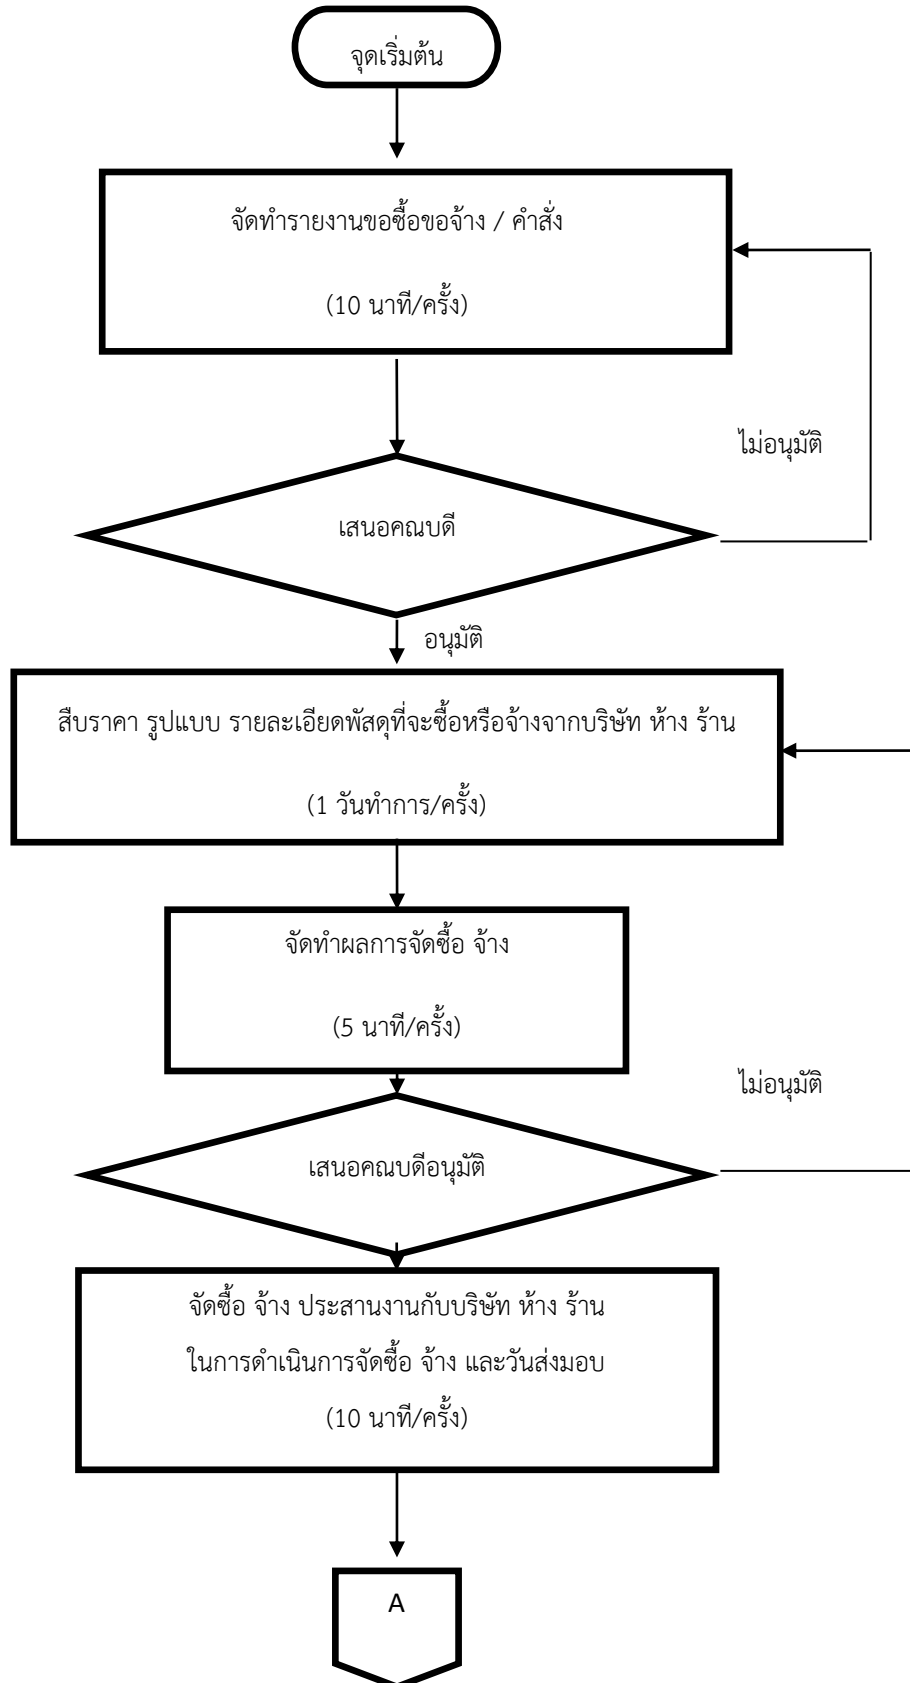 จุดเริ่มต้น
จัดทำรายงานขอซื้อขอจ้าง / คำสั่ง
(10 นาที/ครั้ง)
ไม่อนุมัติ
เสนอคณบดี
อนุมัติ
สืบราคา รูปแบบ รายละเอียดพัสดุที่จะซื้อหรือจ้างจากบริษัท ห้าง ร้าน
(1 วันทำการ/ครั้ง)
จัดทำผลการจัดซื้อ จ้าง
(5 นาที/ครั้ง)
ไม่อนุมัติ
เสนอคณบดีอนุมัติ
จัดซื้อ จ้าง ประสานงานกับบริษัท ห้าง ร้าน
ในการดำเนินการจัดซื้อ จ้าง และวันส่งมอบ
(10 นาที/ครั้ง)
A